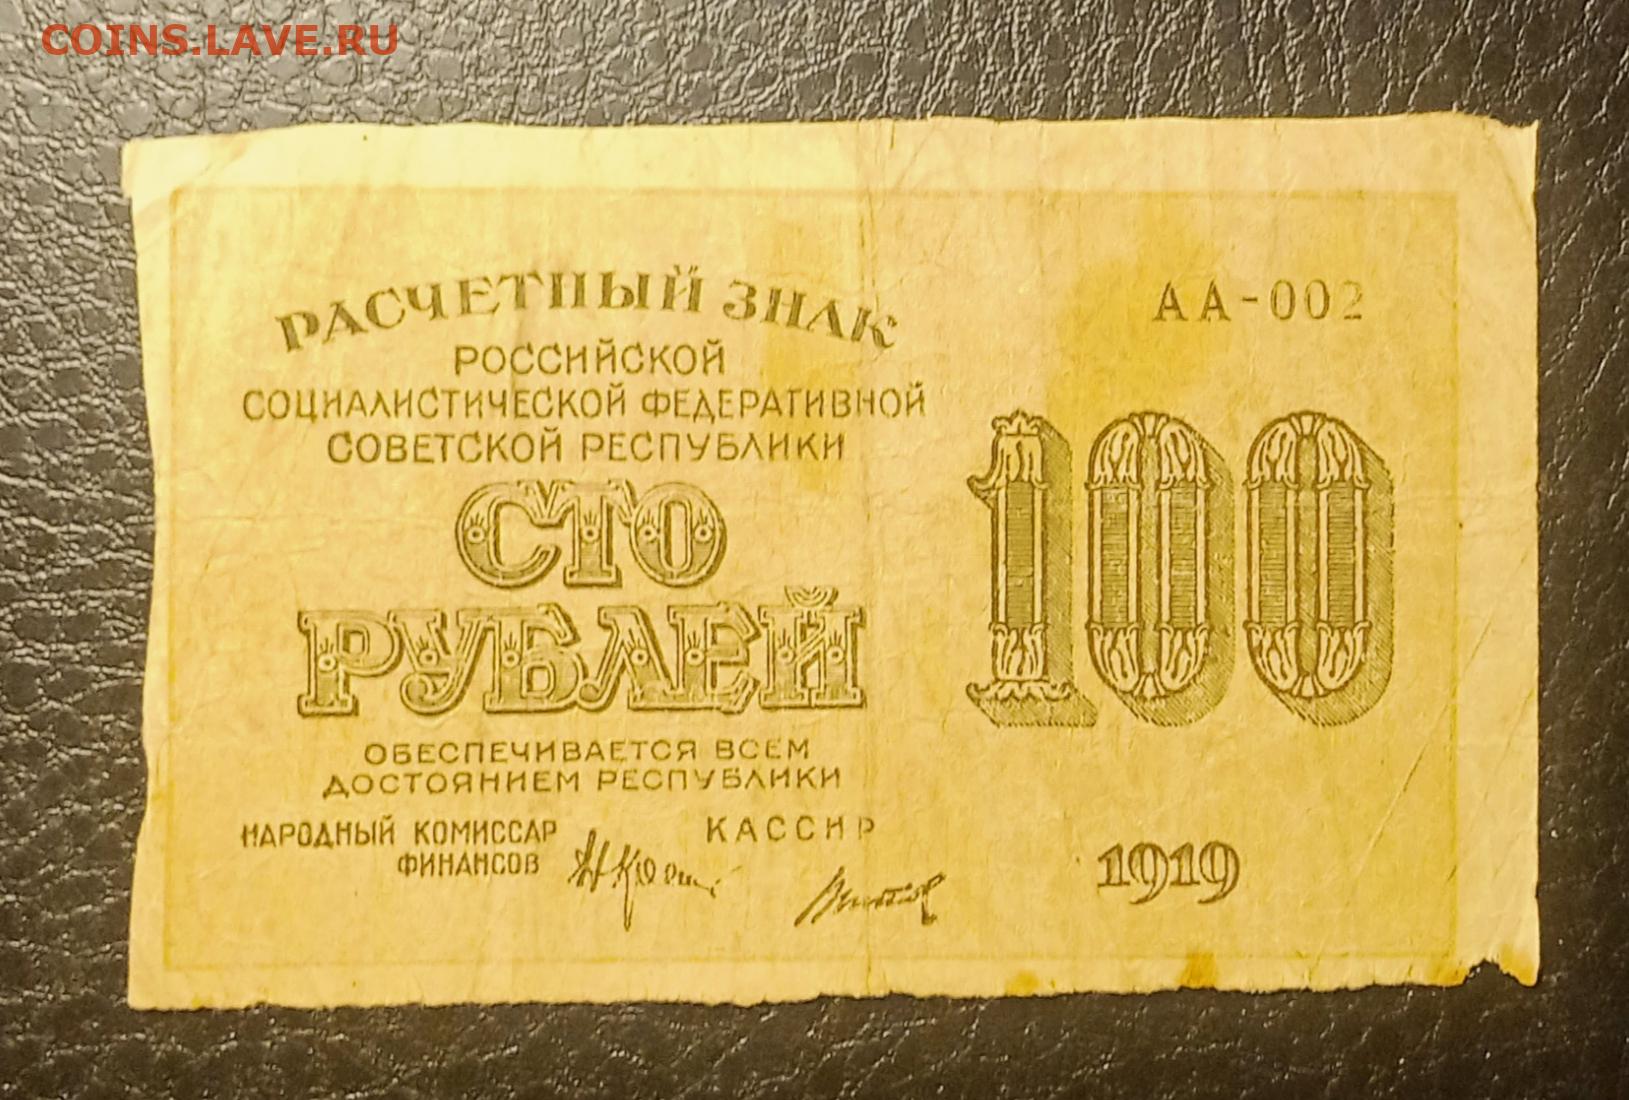 COINS.LAVE.RU
РАСЧЕТНЫЙ ЗНАК
АА-002
РОССИЙСКОЙ
СОЦИАЛИСТИЧЕСКОЙ ФЕДЕРАТИВНОЙ
СОВЕТСКОЙ РЕСПУБЛИКИ
СТО
РУБЛЕЙ
100
ОБЕСПЕЧИВАЕТСЯ ВСЕМ
ДОСТОЯНИЕМ РЕСПУБЛИКИ
НАРОДНЫЙ КОМИССАР
ФИНАНСОВ
КАССИР
1919